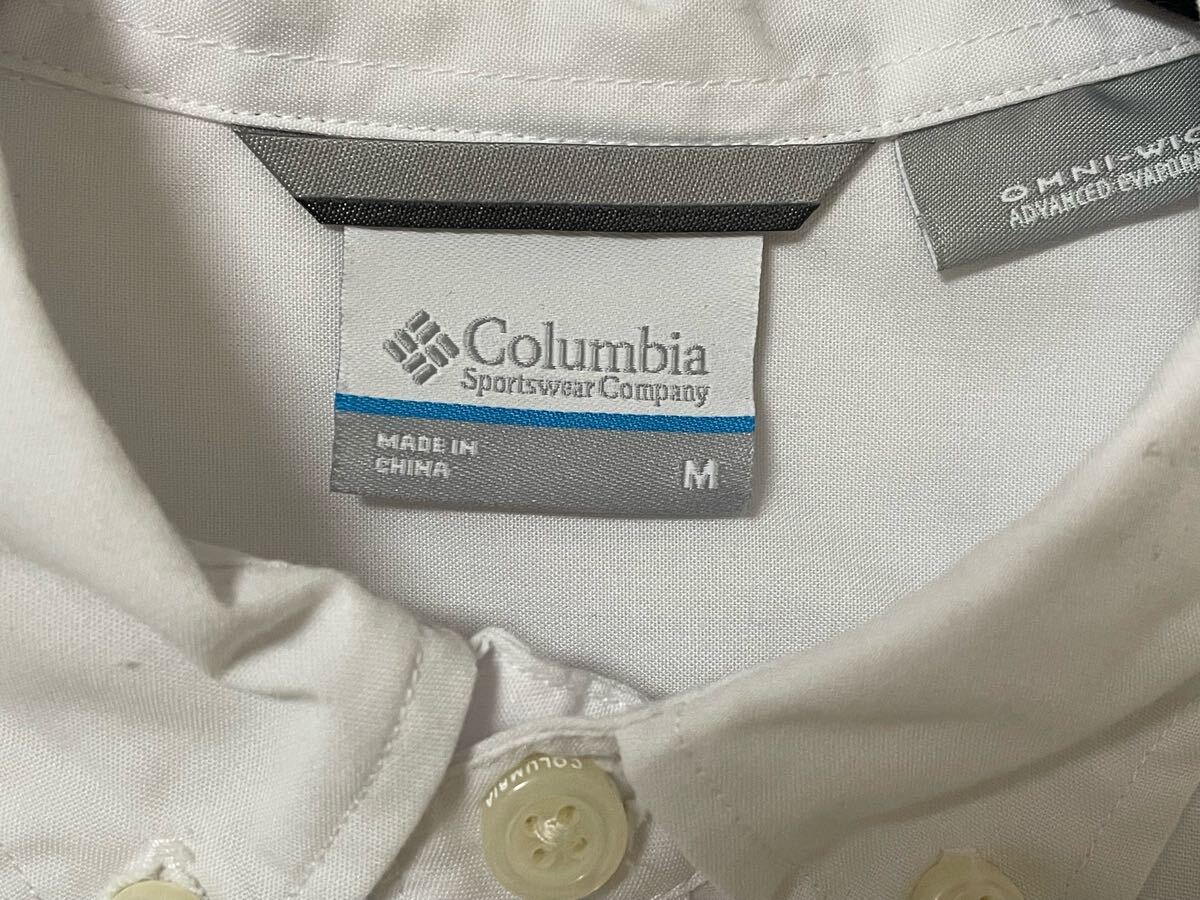 OMNI-WIC
ADVANCED EVAPORA
Columbia
Sportswear Company
MADE IN
CHINA
M
COLUMBIA